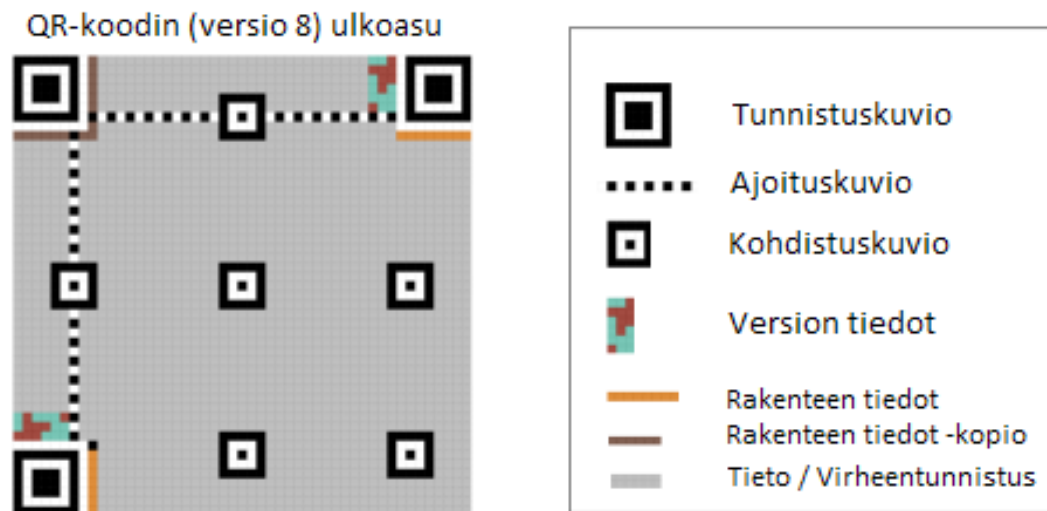 QR-koodin (versio 8) ulkoasu
Tunnistuskuvio
Ajoituskuvio
Kohdistuskuvio
Version tiedot
Rakenteen tiedot
Rakenteen tiedot -kopio
Tieto / Virheentunnistus